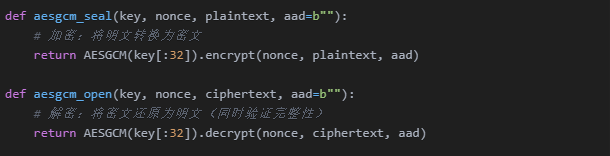 def aesgcm_seal(key, nonce, plaintext, aad=b""):
    # 加密：将明文转换为密文
    return AESGCM(key[:32]).encrypt(nonce, plaintext, aad)

def aesgcm_open(key, nonce, ciphertext, aad=b""):
    # 解密：将密文还原为明文（同时验证完整性）
    return AESGCM(key[:32]).decrypt(nonce, ciphertext, aad)